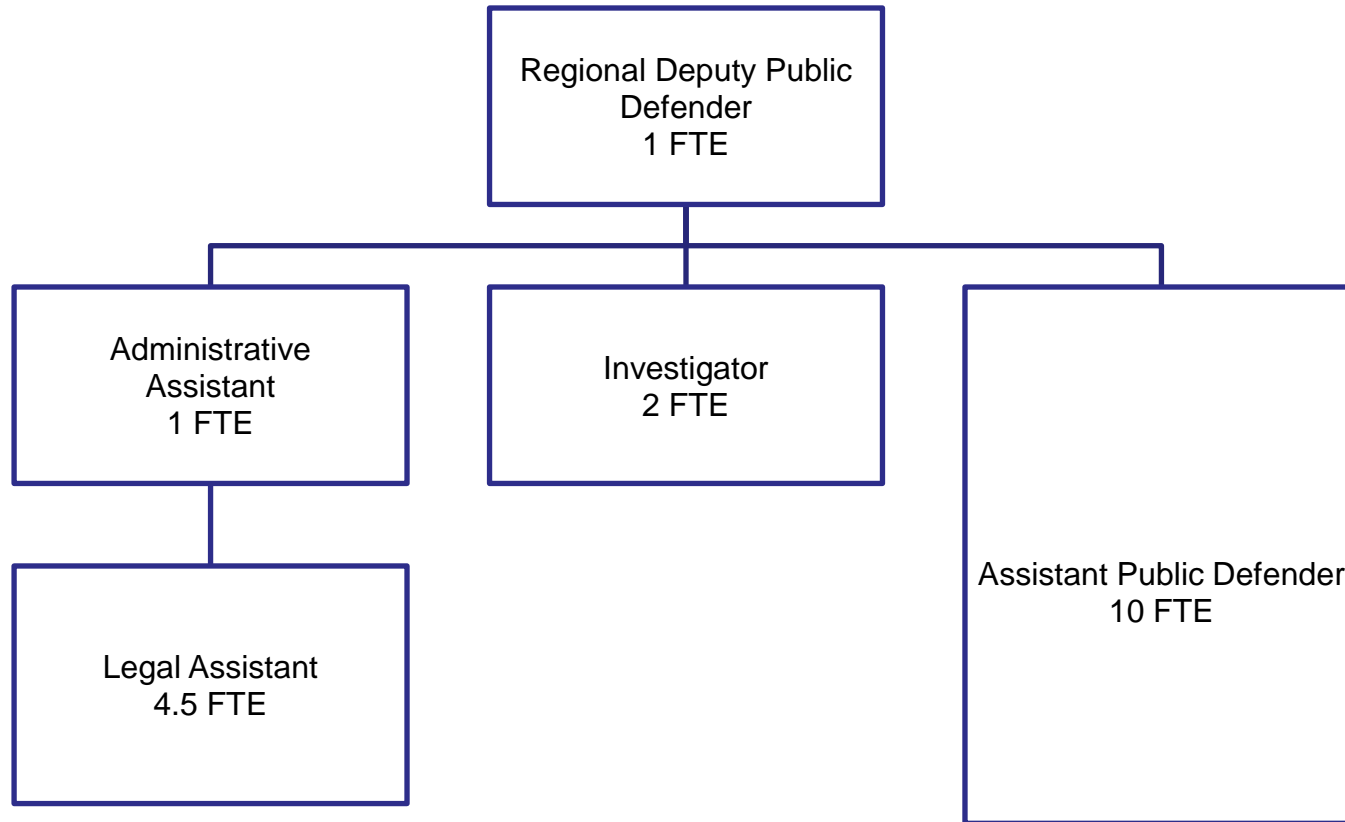 Regional Deputy Public
Defender
1 FTE
Administrative
Assistant
1 FTE
Investigator
2 FTE
Assistant Public Defender
10 FTE
Legal Assistant
4.5 FTE